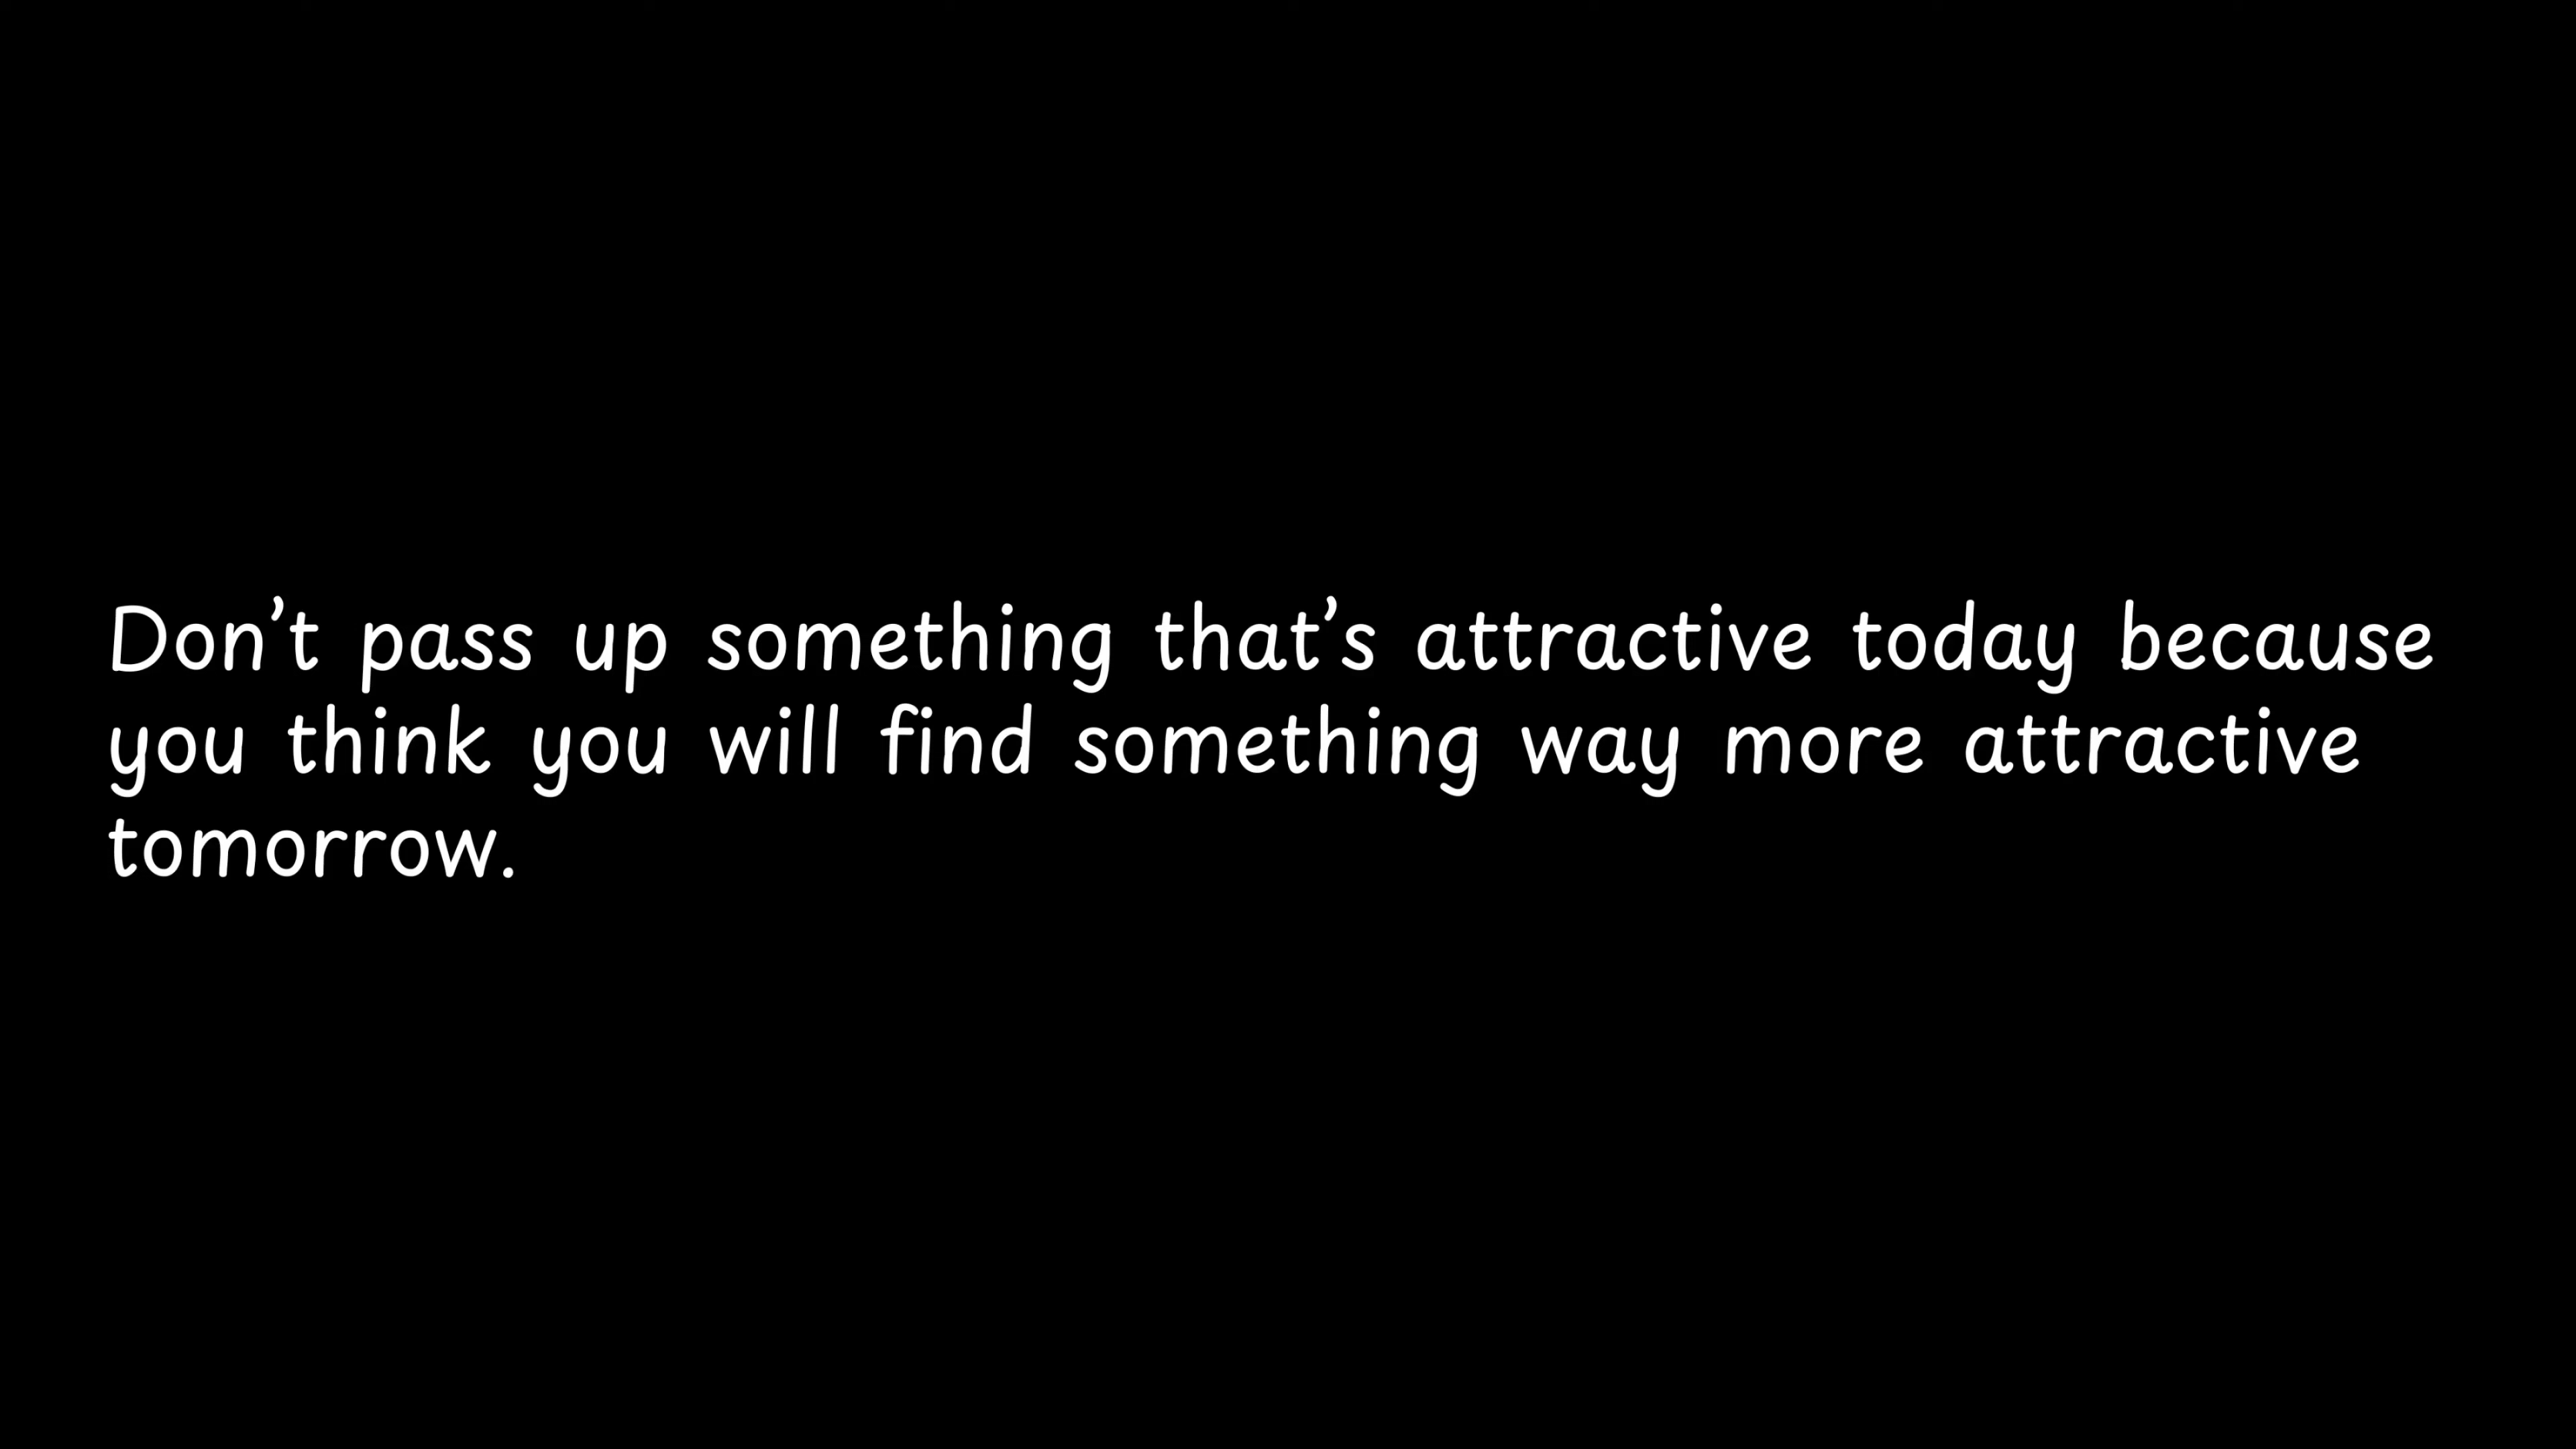 Don’t pass up something that’s attractive today because
you think you will find something way more attractive
tomorrow.